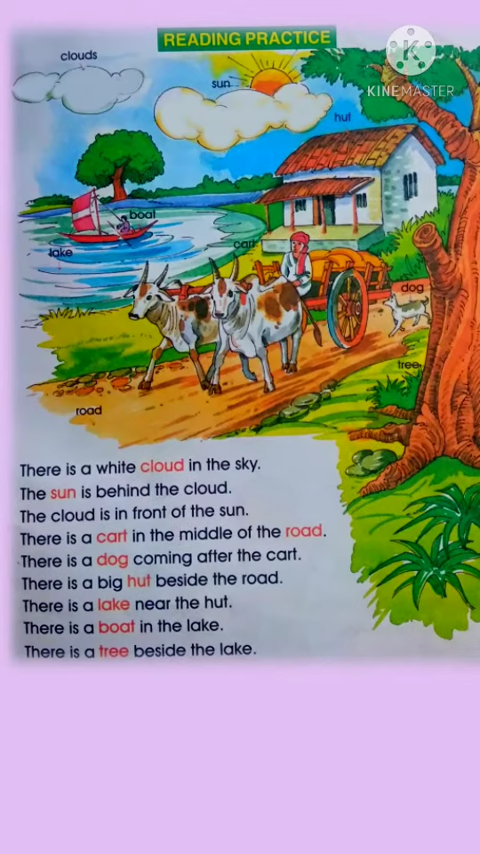 READING PRACTICE
KINEMASTER
clouds
sun
hut
boat
lake
cart
dog
tree
road
There is a white cloud in the sky.
The sun is behind the cloud.
The cloud is in front of the sun.
There is a cart in the middle of the road.
There is a dog coming after the cart.
There is a big hut beside the road.
There is a lake near the hut.
There is a boat in the lake.
There is a tree beside the lake.